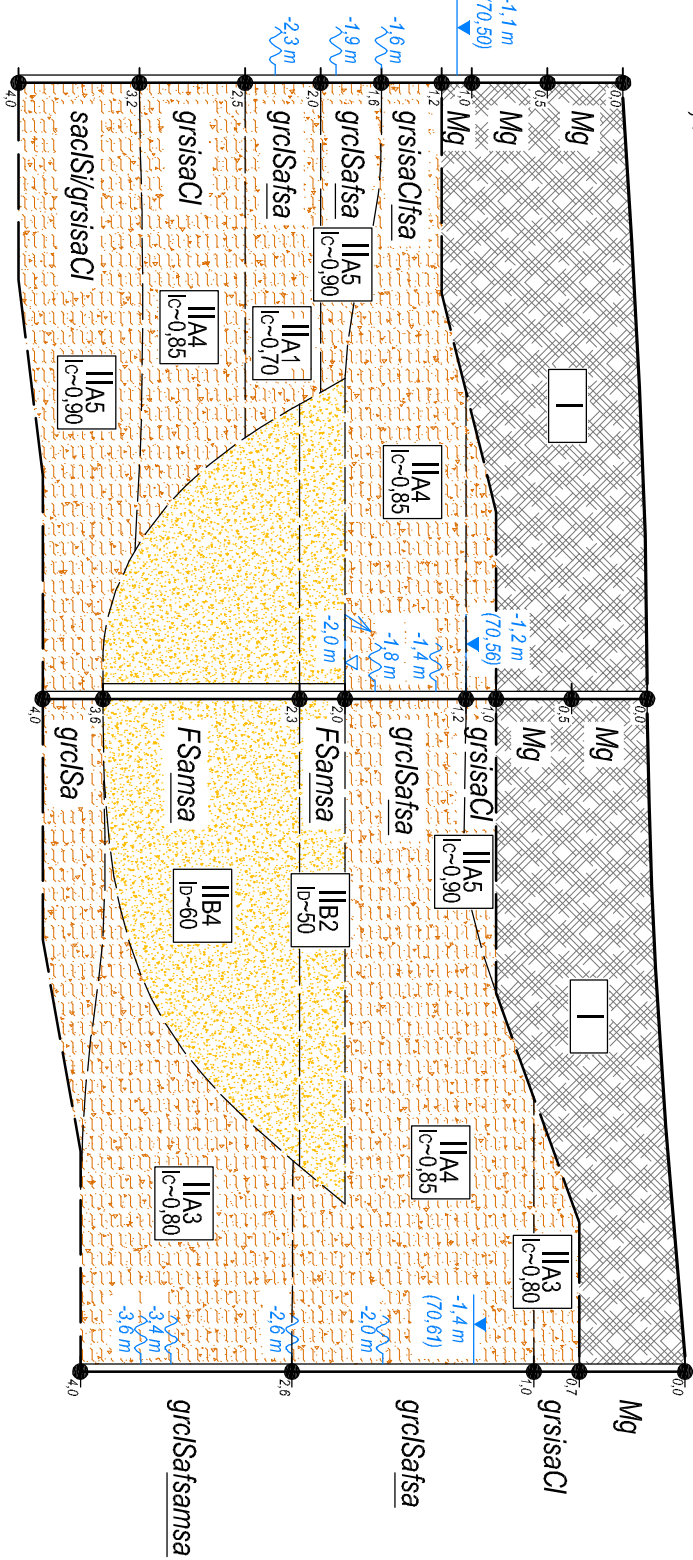 -1,1 m
70,50)
-1,6 m
-1,9 m
-2,3 m
0,0
0,5
1,0
1,2
1,6
2,0
2,5
3,2
4,0
Mg
Mg
Mg
grsisaClfsa
grclSafsa
grclSafsa
grsisaCl
saclSi/grsisaCl
I
IIA4
Ic~0,85
IIA5
Ic~0,90
IIA1
Ic~0,70
IIA4
Ic~0,85
IIA5
Ic~0,90
-1,2 m
(70,56)
-1,4 m
-1,8 m
-2,0 m
0,0
0,5
1,0
1,2
2,0
2,3
3,6
4,0
Mg
Mg
grsisaCl
grclSafsa
FSamsa
FSamsa
grclSa
I
IIA5
Ic~0,90
IIB2
ID~50
IIB4
ID~60
IIA4
Ic~0,85
IIA3
Ic~0,80
IIA3
Ic~0,80
-1,4 m
(70,61)
-2,0 m
-2,6 m
-3,4 m
-3,6 m
0,0
0,7
1,0
2,6
4,0
Mg
grsisaCl
grclSafsa
grclSafsamsa